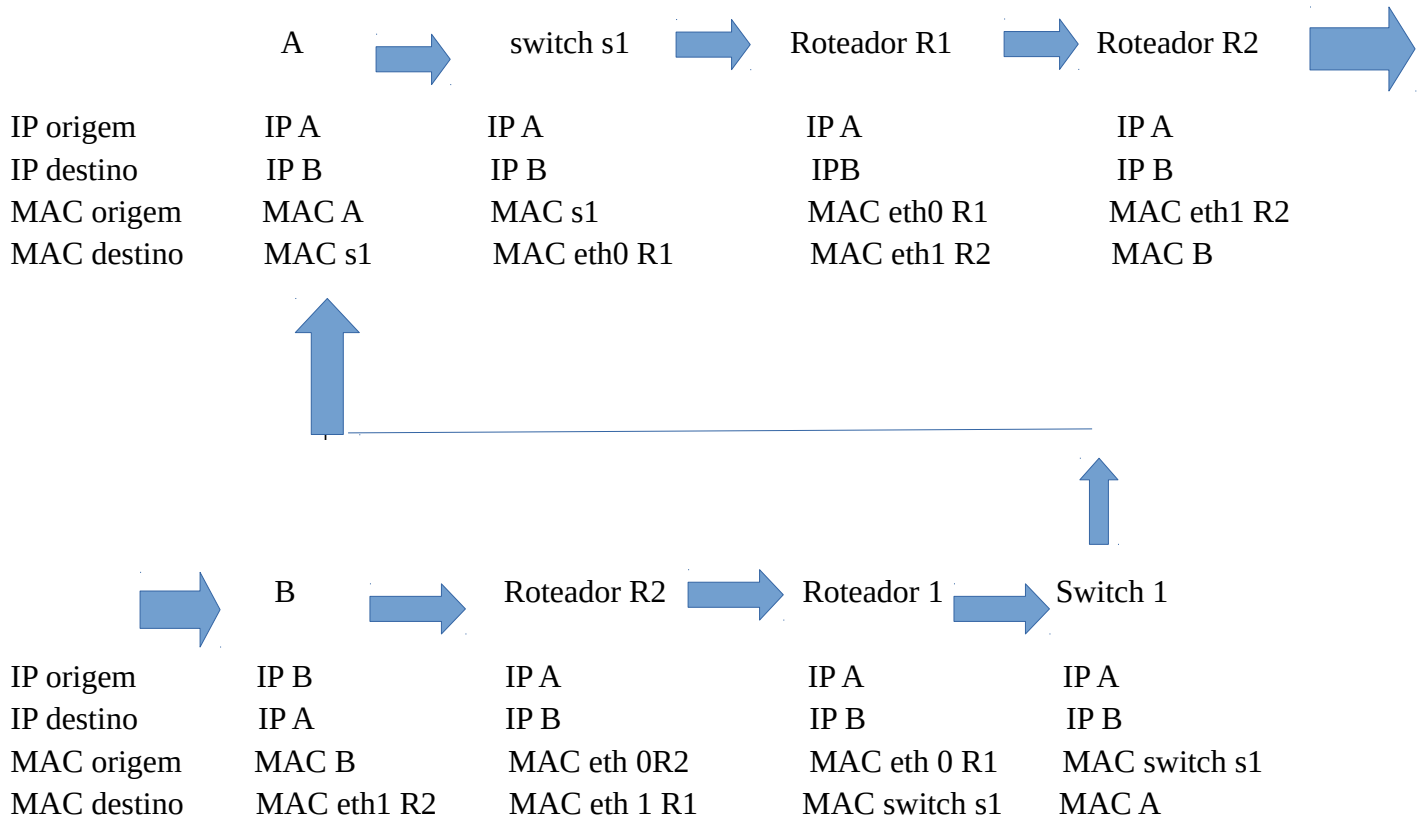 A switch s1 Roteador R1 Roteador R2
IP origem IP A IP A IP A IP A
IP destino IP B IP B IPB IP B
MAC origem MAC A MAC s1 MAC eth0 R1 MAC eth1 R2
MAC destino MAC s1 MAC eth0 R1 MAC eth1 R2 MAC B
B Roteador R2 Roteador 1 Switch 1
IP origem IP B IP A IP A IP A
IP destino IP A IP B IP B IP B
MAC origem MAC B MAC eth 0R2 MAC eth 0 R1 MAC switch s1
MAC destino MAC eth1 R2 MAC eth 1 R1 MAC switch s1 MAC A